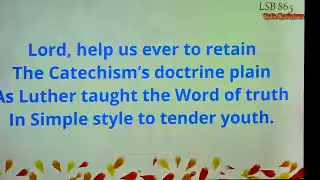 LSB 865
Lord, help us ever to retain
The Catechism's doctrine plain
As Luther taught the Word of truth
In Simple style to tender youth.